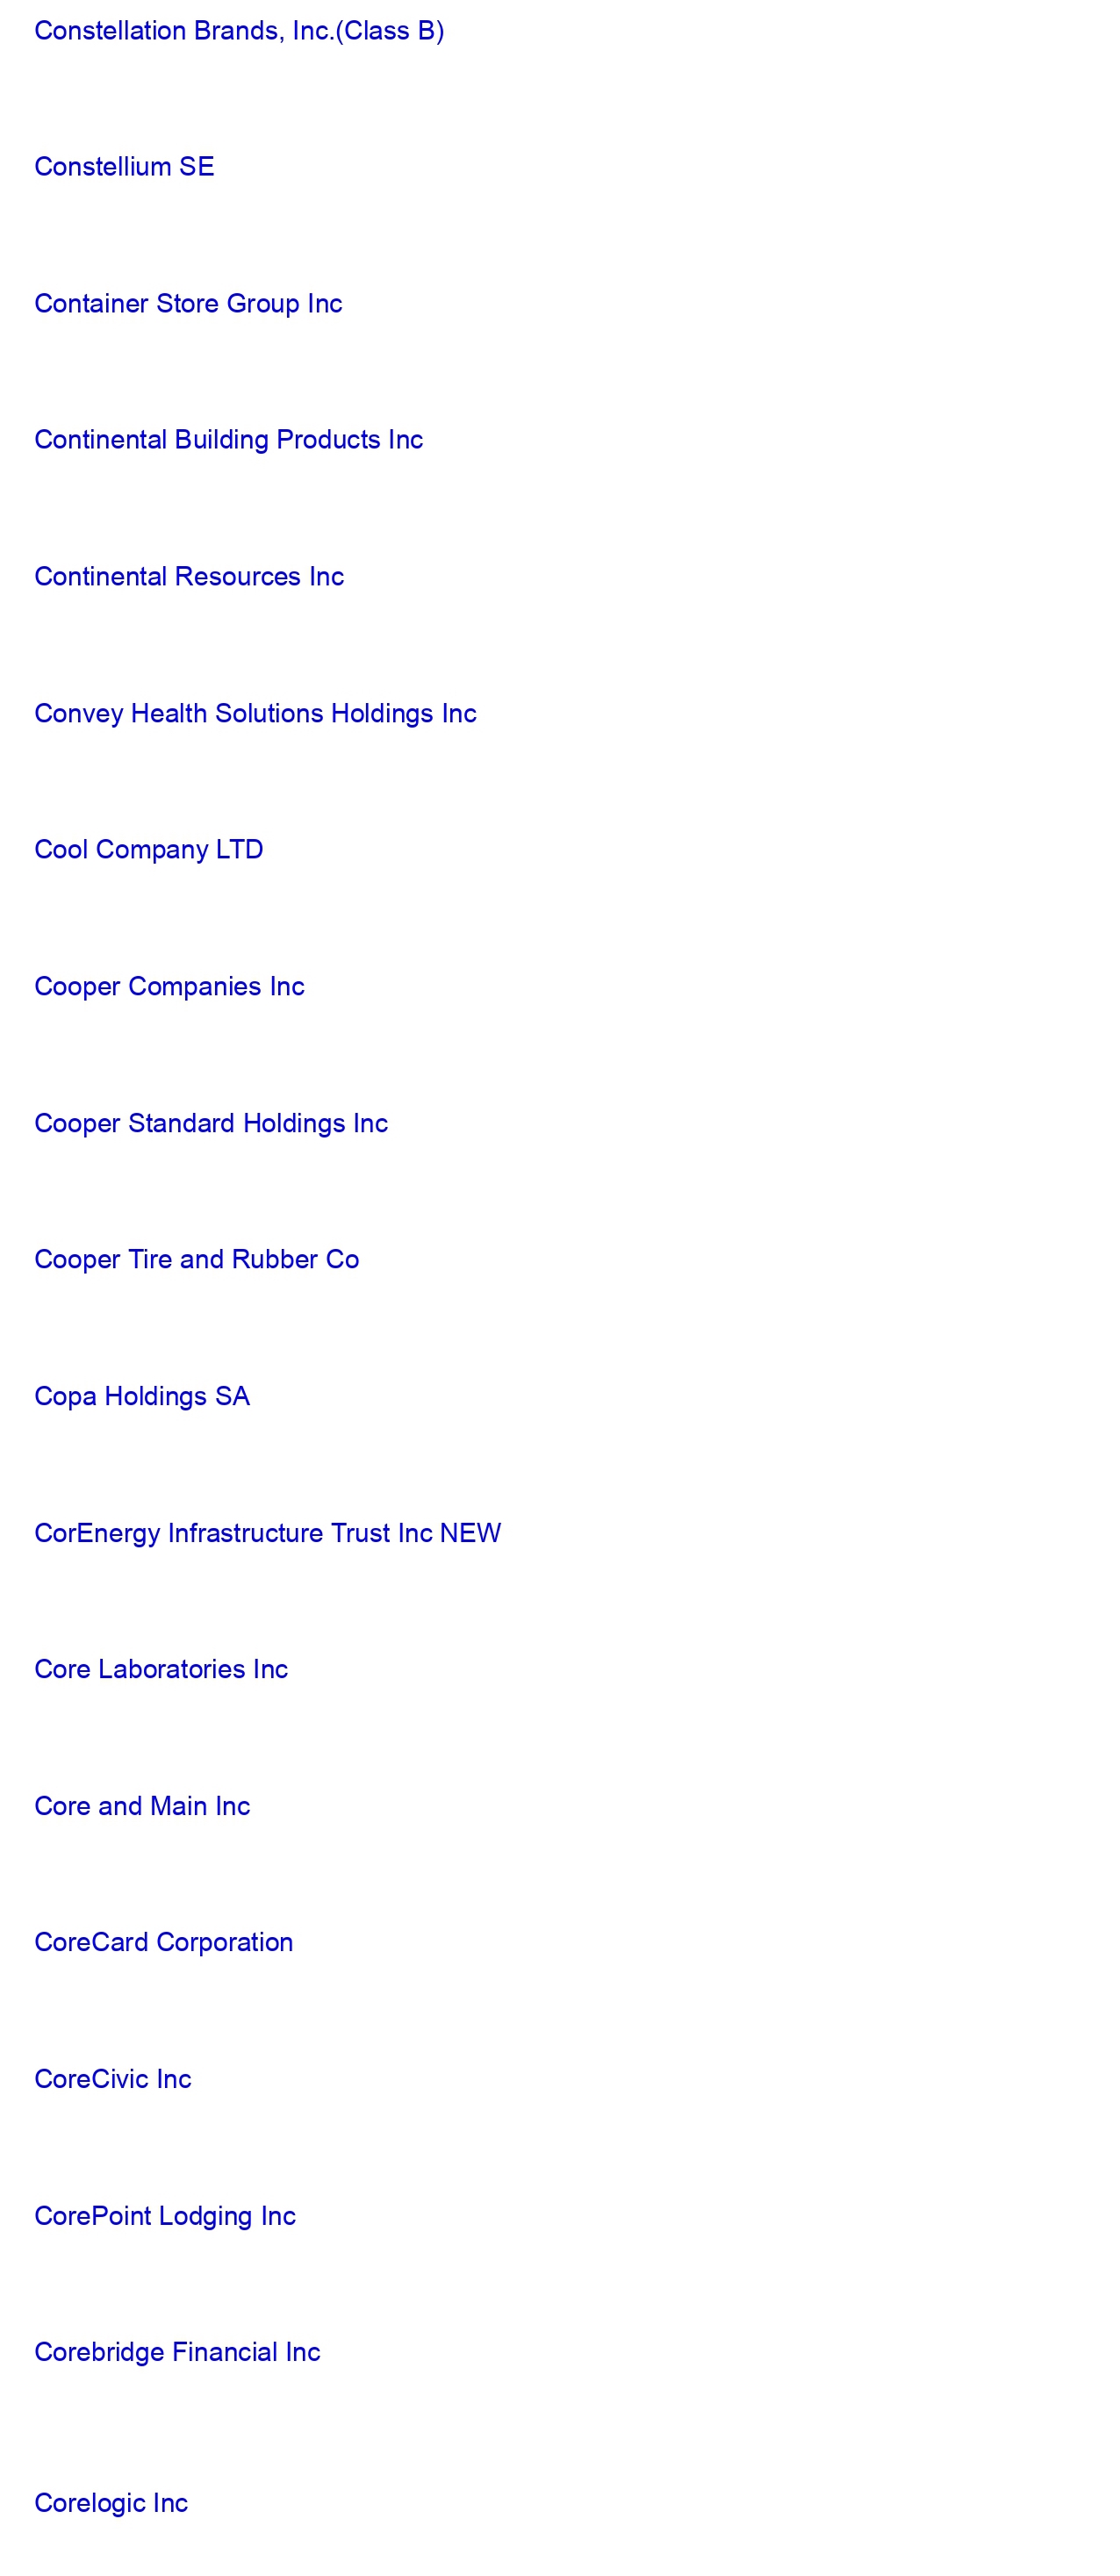 Constellation Brands, Inc.(Class B)
Constellium SE
Container Store Group Inc
Continental Building Products Inc
Continental Resources Inc
Convey Health Solutions Holdings Inc
Cool Company LTD
Cooper Companies Inc
Cooper Standard Holdings Inc
Cooper Tire and Rubber Co
Copa Holdings SA
CorEnergy Infrastructure Trust Inc NEW
Core Laboratories Inc
Core and Main Inc
CoreCard Corporation
CoreCivic Inc
CorePoint Lodging Inc
Corebridge Financial Inc
Corelogic Inc